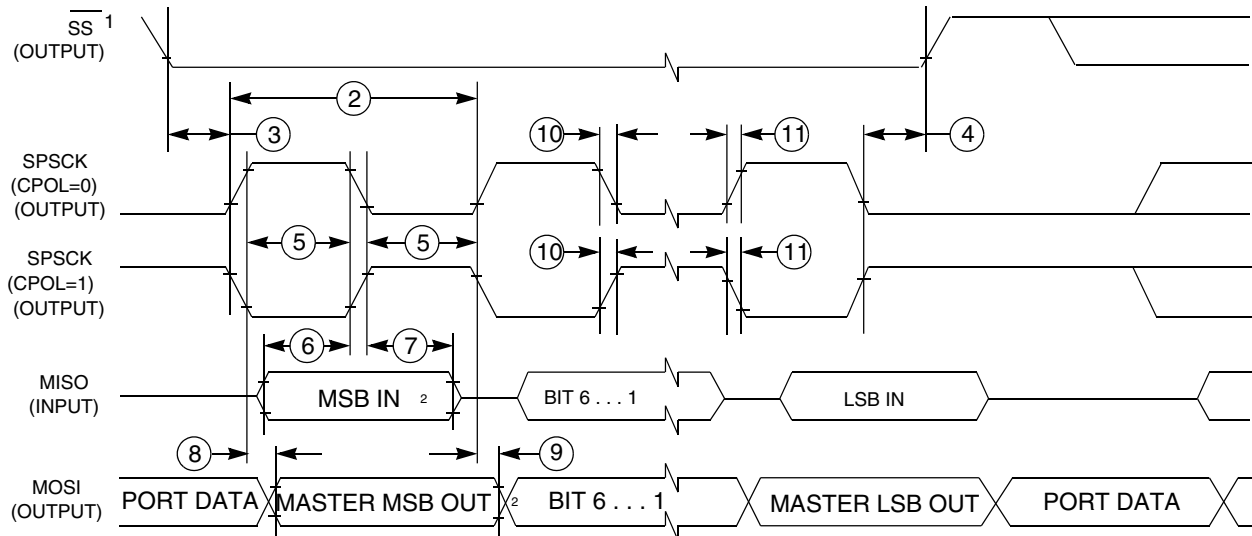 SS 1
(OUTPUT)
2
3
10
11
4
SPSCK
(CPOL=0)
(OUTPUT)
5
5
SPSCK
(CPOL=1)
(OUTPUT)
10
11
6
7
MISO
(INPUT)
MSB IN 2
BIT 6 . . . 1
LSB IN
8
9
MOSI
(OUTPUT)
PORT DATA
MASTER MSB OUT 2
BIT 6 . . . 1
MASTER LSB OUT
PORT DATA